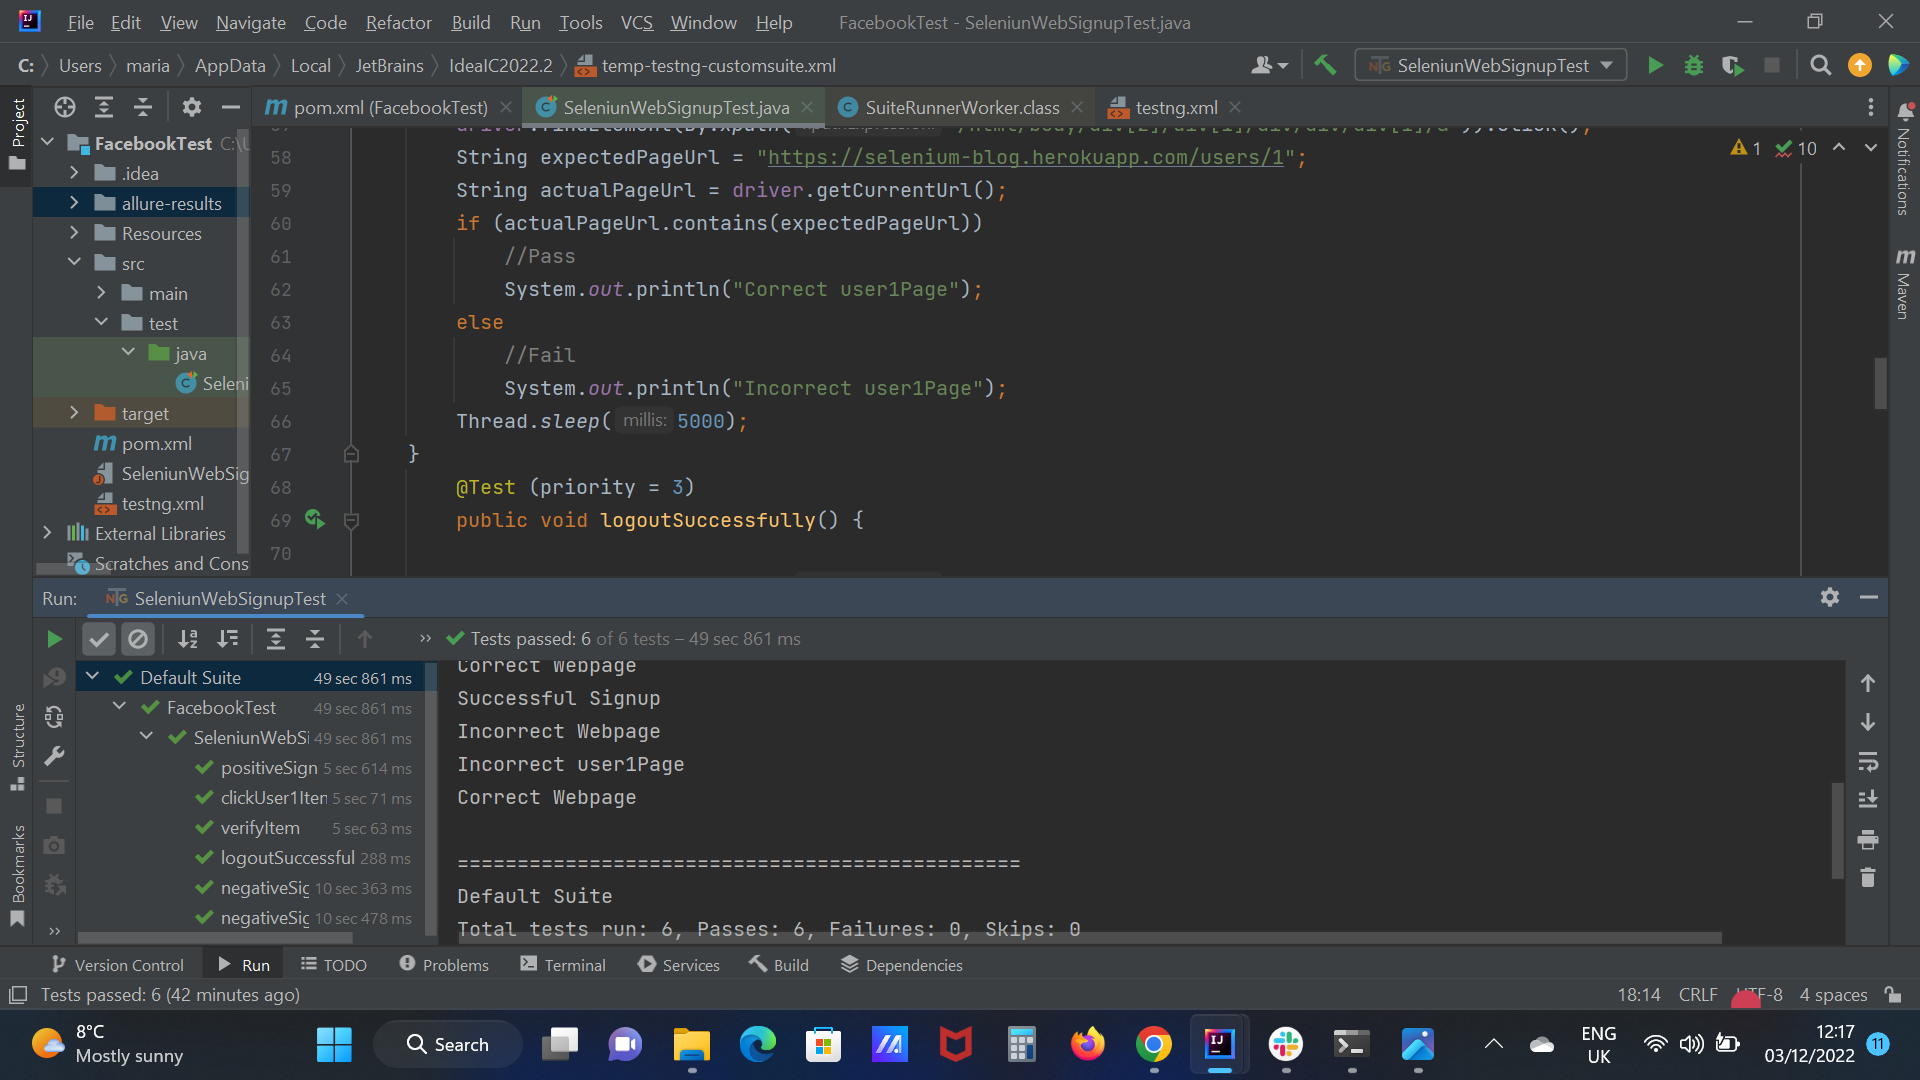 File Edit View Navigate Code Refactor Build Run Tools VCS Window Help FacebookTest - SeleniunWebSignupTest.java
C: Users maria AppData Local JetBrains IdeaIC2022.2 temp-testng-customsuite.xml SeleniunWebSignupTest
pom.xml (FacebookTest) SeleniunWebSignupTest.java SuiteRunnerWorker.class testng.xml
Project
FacebookTest
.idea
allure-results
Resources
src
main
test
java
Seleni
target
pom.xml
SeleniunWebSig
testng.xml
External Libraries
Scratches and Cons
58 String expectedPageUrl = "https://selenium-blog.herokuapp.com/users/1";
59 String actualPageUrl = driver.getCurrentUrl();
60 if (actualPageUrl.contains(expectedPageUrl))
61 //Pass
62 System.out.println("Correct user1Page");
63 else
64 //Fail
65 System.out.println("Incorrect user1Page");
66 Thread.sleep( millis: 5000);
67 }
68 @Test (priority = 3)
69 public void logoutSuccessfully() {
70
1 10
Notifications
Maven
Run: SeleniunWebSignupTest
Tests passed: 6 of 6 tests – 49 sec 861 ms
Default Suite 49 sec 861 ms
FacebookTest 49 sec 861 ms
SeleniunWebSi 49 sec 861 ms
positiveSign 5 sec 614 ms
clickUser1Iten 5 sec 71 ms
verifyItem 5 sec 63 ms
logoutSuccessful 288 ms
negativeSig 10 sec 363 ms
negativeSig 10 sec 478 ms
Correct Webpage
Successful Signup
Incorrect Webpage
Incorrect user1Page
Correct Webpage
===============================================
Default Suite
Total tests run: 6, Passes: 6, Failures: 0, Skips: 0
Structure
Bookmarks
Version Control Run TODO Problems Terminal Services Build Dependencies
Tests passed: 6 (42 minutes ago) 18:14 CRLF UTF-8 4 spaces
8°C
Mostly sunny
Search
ENG
UK
12:17
03/12/2022
11